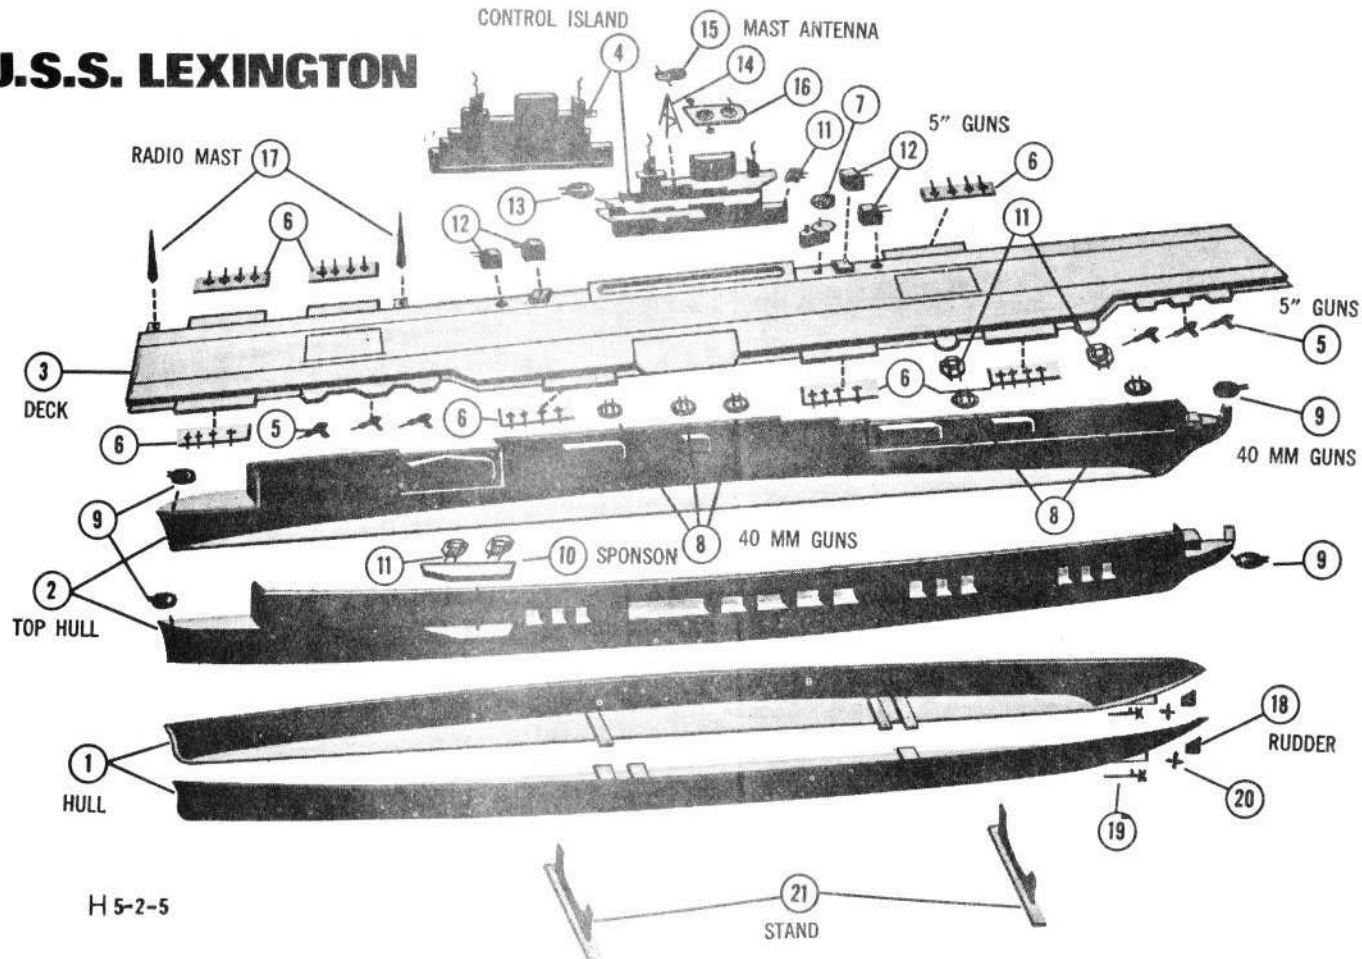 CONTROL ISLAND
15 MAST ANTENNA
U.S.S. LEXINGTON
4
14
16
7
5" GUNS
RADIO MAST 17
11
12
6
13
6
12
11
5" GUNS
3
DECK
5
6
6
5
6
9
40 MM GUNS
9
8
11
10 SPONSON
8 40 MM GUNS
9
2
TOP HULL
18
RUDDER
1
HULL
20
19
H 5-2-5
21
STAND